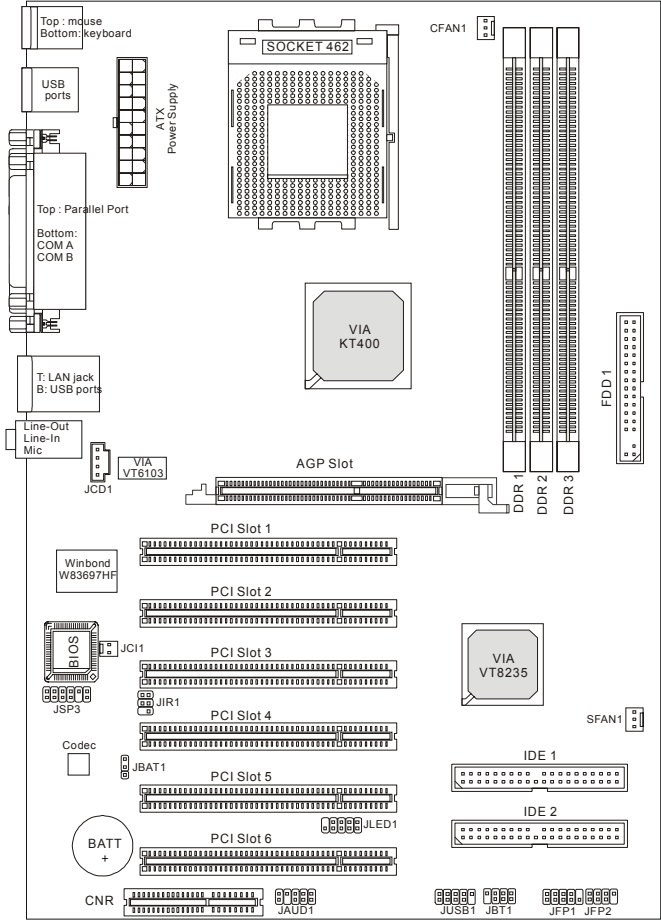 Top : mouse
Bottom: keyboard
CFAN1
SOCKET 462
USB
ports
ATX
Power Supply
Top : Parallel Port
Bottom:
COM A
COM B
VIA
KT400
FDD 1
T: LAN jack
B: USB ports
Line-Out
Line-In
Mic
JCD1
VIA
VT6103
AGP Slot
DDR 1
DDR 2
DDR 3
PCI Slot 1
Winbond
W83697HF
PCI Slot 2
BIOS
JCI1
PCI Slot 3
VIA
VT8235
JSP3
JIR1
PCI Slot 4
SFAN1
Codec
JBAT1
IDE 1
PCI Slot 5
JLED1
IDE 2
BATT
+
PCI Slot 6
CNR
JAUD1
JUSB1
JBT1
JFP1
JFP2